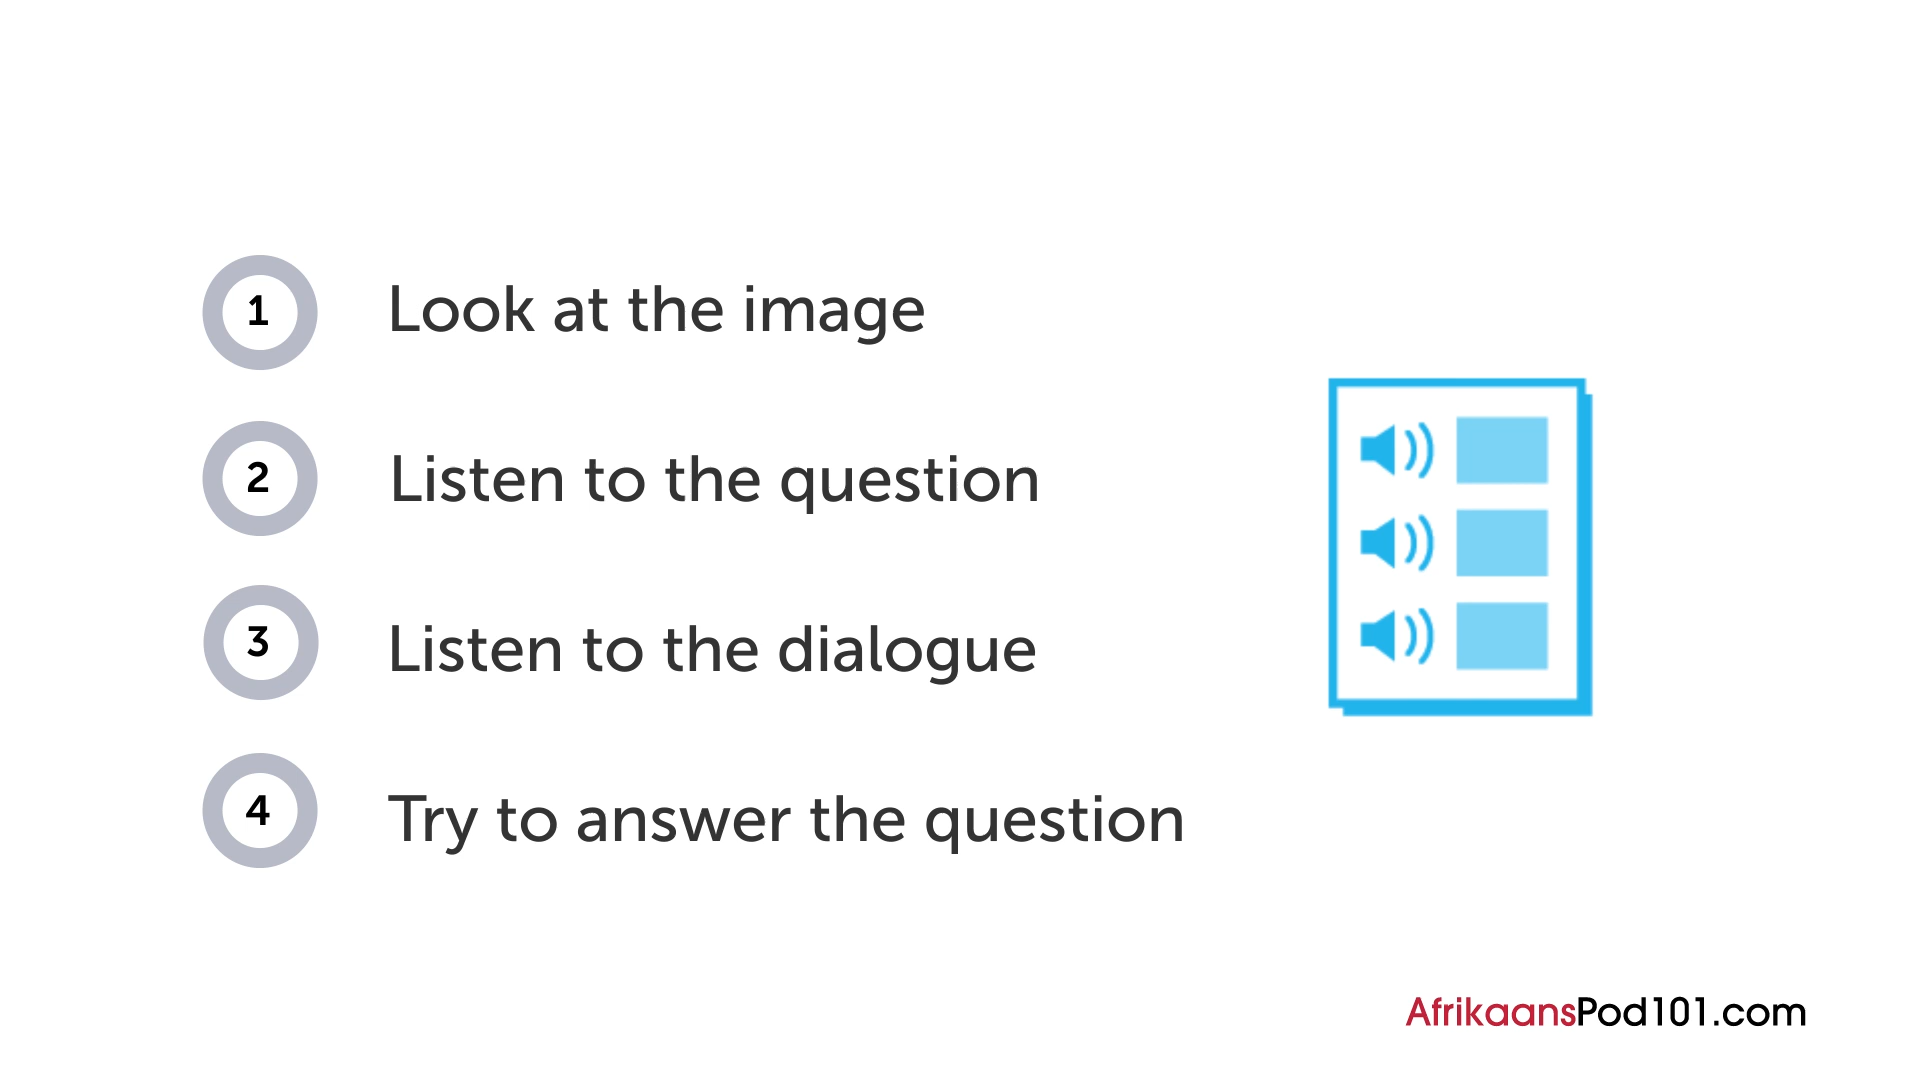 1 Look at the image
2 Listen to the question
3 Listen to the dialogue
4 Try to answer the question
AfrikaansPod101.com